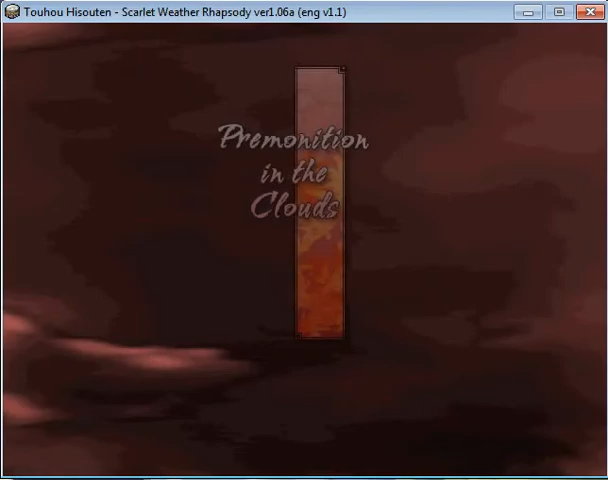 Touhou Hisouten - Scarlet Weather Rhapsody ver1.06a (eng v1.1)
Premonition
in the
Clouds